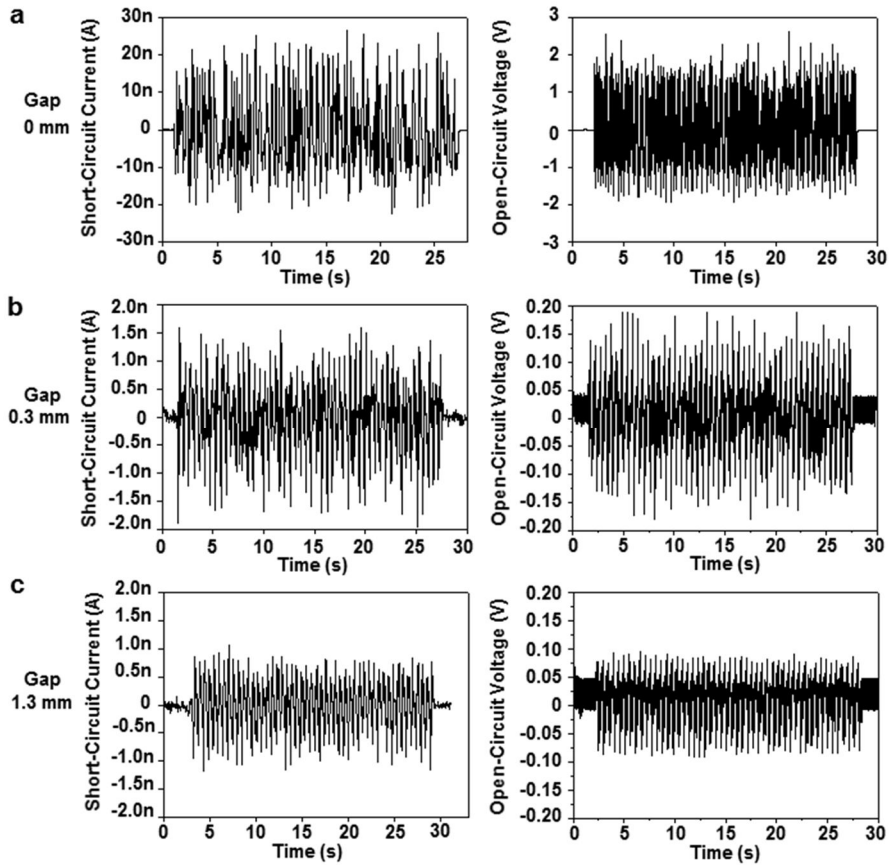 a
Gap
0 mm
Short-Circuit Current (A)
30n
20n
10n
0
-10n
-20n
-30n
0 5 10 15 20 25
Time (s)
Open-Circuit Voltage (V)
3
2
1
0
-1
-2
-3
0 5 10 15 20 25 30
Time (s)
b
Gap
0.3 mm
Short-Circuit Current (A)
2.0n
1.5n
1.0n
0.5n
0
-0.5n
-1.0n
-1.5n
-2.0n
0 5 10 15 20 25 30
Time (s)
Open-Circuit Voltage (V)
0.20
0.15
0.10
0.05
0.00
-0.05
-0.10
-0.15
-0.20
0 5 10 15 20 25 30
Time (s)
c
Gap
1.3 mm
Short-Circuit Current (A)
2.0n
1.5n
1.0n
0.5n
0
-0.5n
-1.0n
-1.5n
-2.0n
0 5 10 15 20 25 30
Time (s)
Open-Circuit Voltage (V)
0.20
0.15
0.10
0.05
0.00
-0.05
-0.10
-0.15
-0.20
0 5 10 15 20 25 30
Time (s)